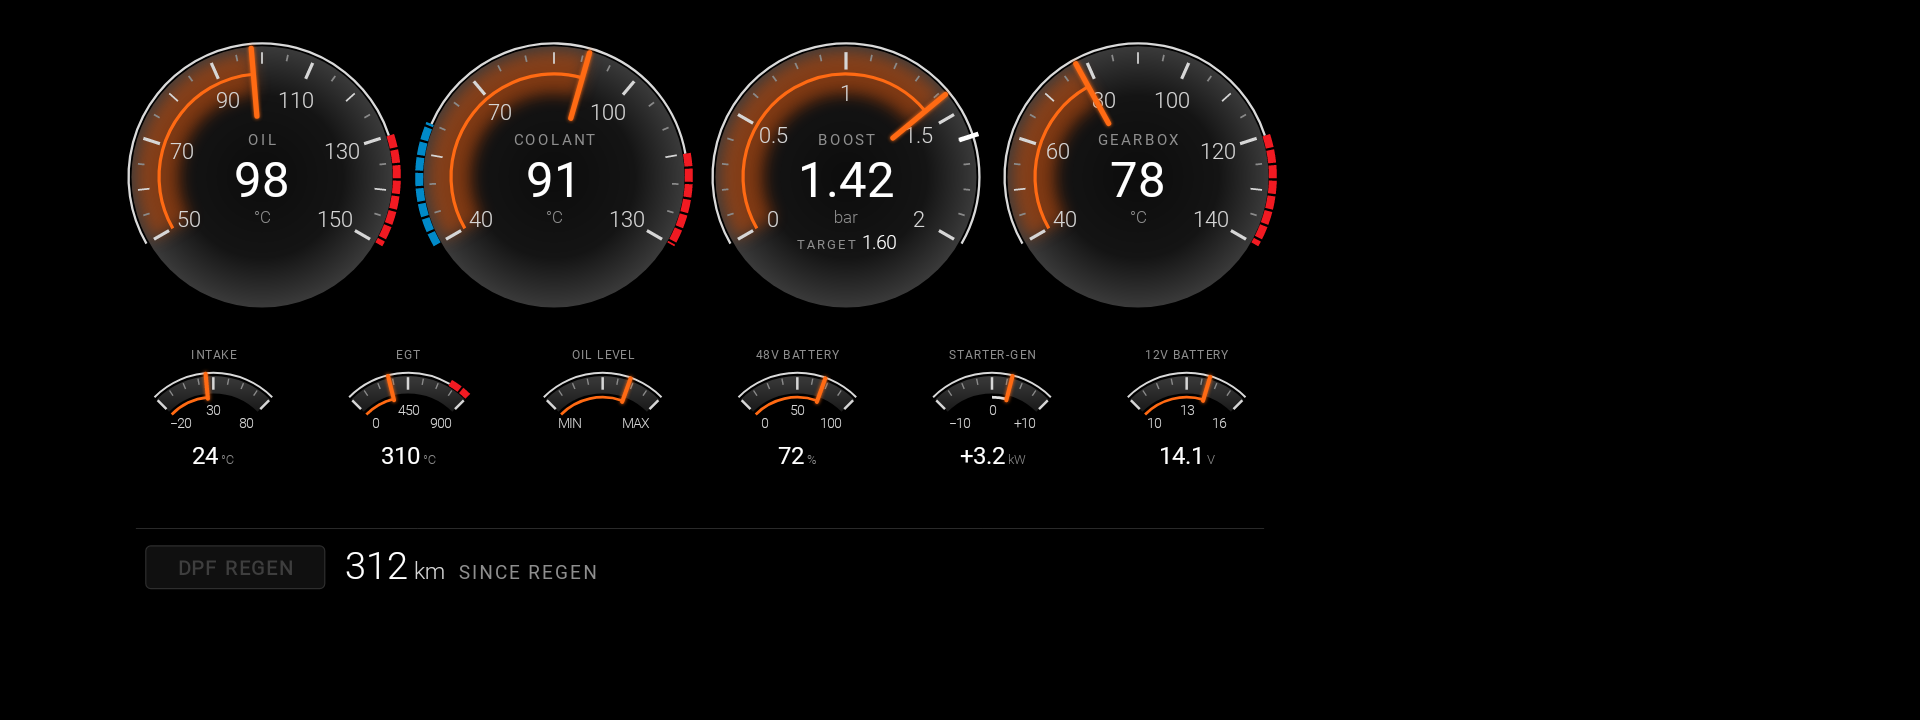 90 110
70 130
50 150
OIL
98
°C
70 100
40 130
COOLANT
91
°C
1
0.5 1.5
0 2
BOOST
1.42
bar
TARGET 1.60
80 100
60 120
40 140
GEARBOX
78
°C
INTAKE
30
−20 80
24 °C
EGT
450
0 900
310 °C
OIL LEVEL
MIN MAX
48V BATTERY
50
0 100
72 %
STARTER-GEN
0
−10 +10
+3.2 kW
12V BATTERY
13
10 16
14.1 V
DPF REGEN
312 km SINCE REGEN